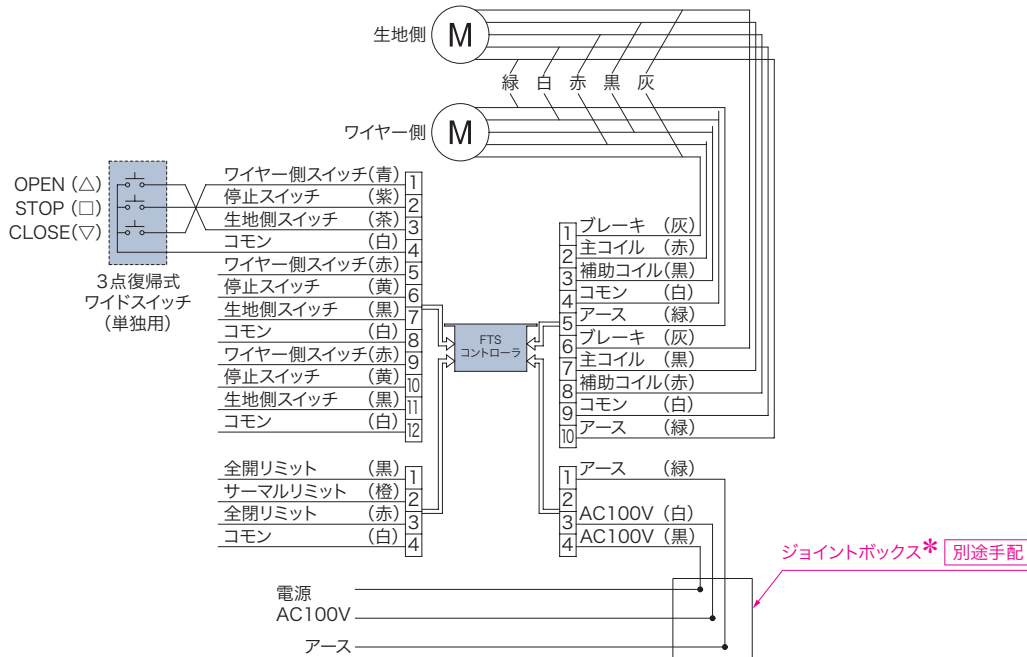 生地側
M
緑 白 赤 黒 灰
ワイヤー側
M
OPEN (△)
STOP (□)
CLOSE(▽)
3点復帰式
ワイドスイッチ
(単独用)
ワイヤー側スイッチ(青) 1
停止スイッチ (紫) 2
生地側スイッチ (茶) 3
コモン (白) 4
ワイヤー側スイッチ(赤) 5
停止スイッチ (黄) 6
生地側スイッチ (黒) 7
コモン (白) 8
ワイヤー側スイッチ(赤) 9
停止スイッチ (黄) 10
生地側スイッチ (黒) 11
コモン (白) 12
全開リミット (黒) 1
サーマルリミット (橙) 2
全閉リミット (赤) 3
コモン (白) 4
FTS
コントローラ
1 ブレーキ (灰)
2 主コイル (赤)
3 補助コイル(黒)
4 コモン (白)
5 アース (緑)
6 ブレーキ (灰)
7 主コイル (黒)
8 補助コイル(赤)
9 コモン (白)
10 アース (緑)
1 アース (緑)
2
3 AC100V (白)
4 AC100V (黒)
ジョイントボックス* 別途手配
電源
AC100V
アース